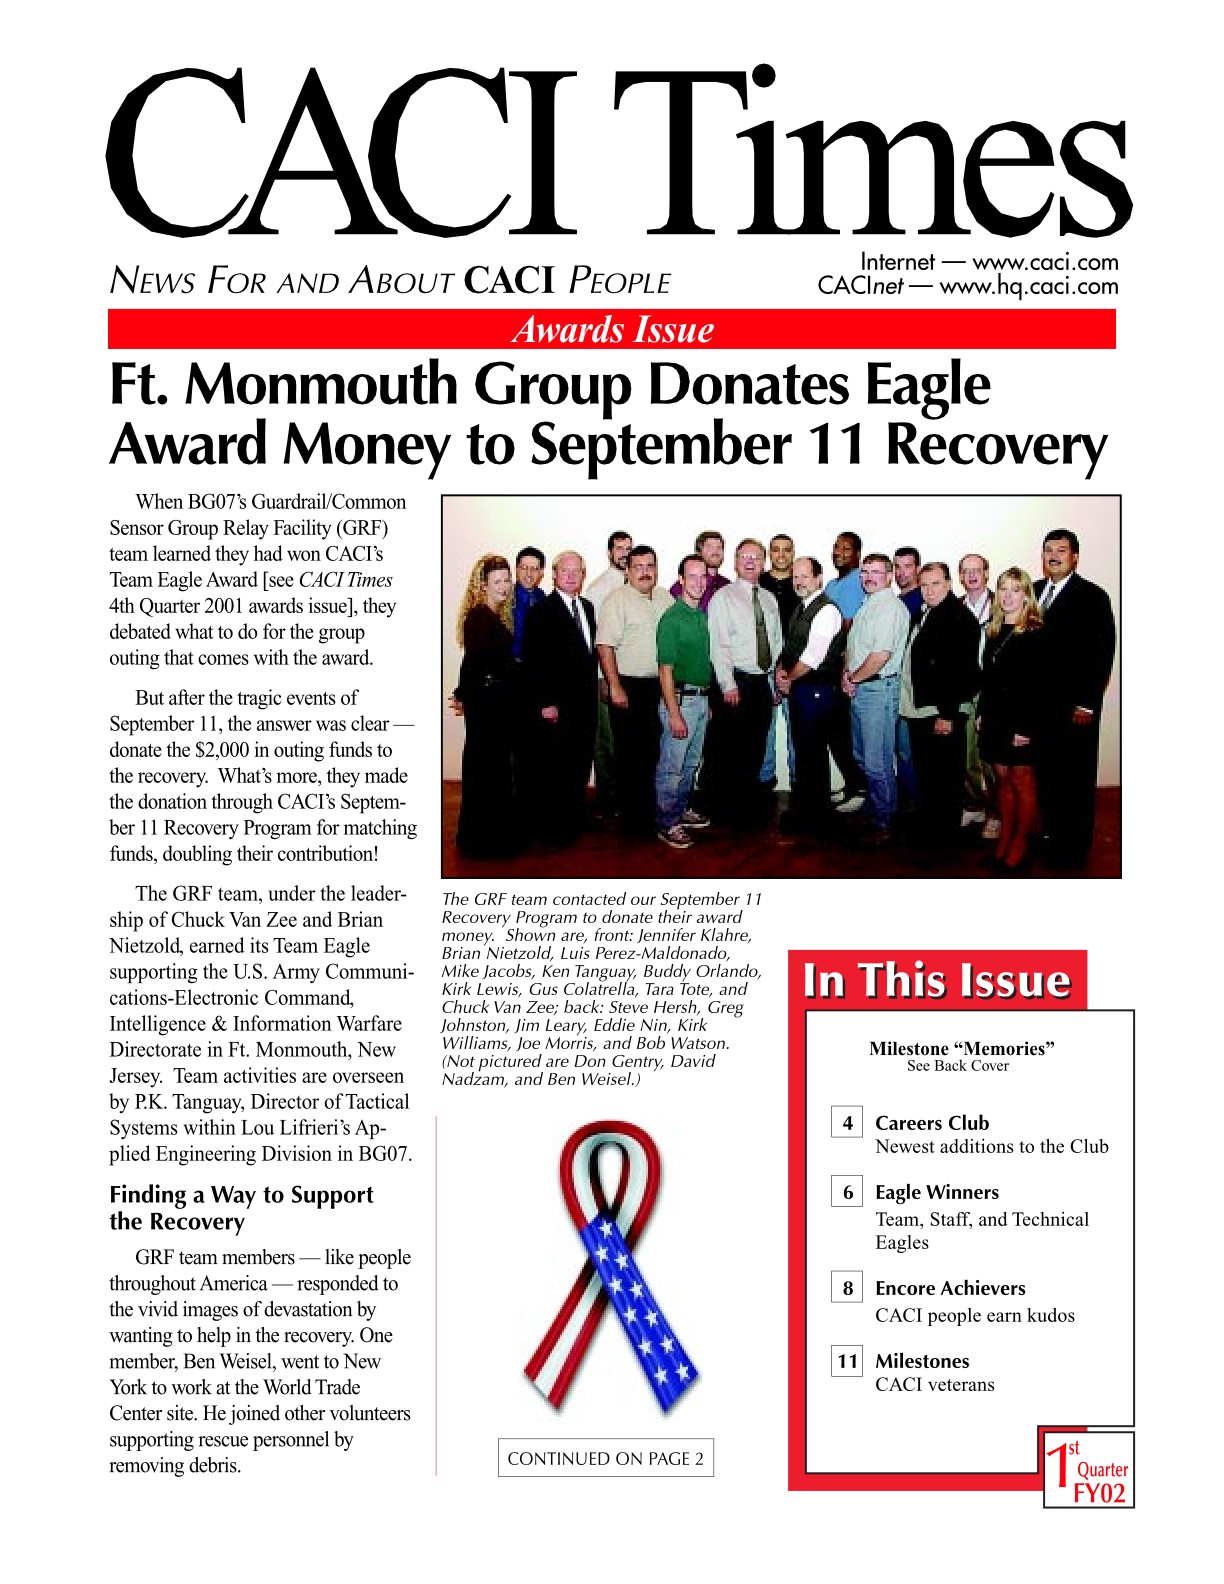 CACI Times
NEWS FOR AND ABOUT CACI PEOPLE
Internet — www.caci.com
CACInet — www.hq.caci.com
Awards Issue
Ft. Monmouth Group Donates Eagle
Award Money to September 11 Recovery
When BG07's Guardrail/Common
Sensor Group Relay Facility (GRF)
team learned they had won CACI's
Team Eagle Award [see CACI Times
4th Quarter 2001 awards issue], they
debated what to do for the group
outing that comes with the award.
But after the tragic events of
September 11, the answer was clear —
donate the $2,000 in outing funds to
the recovery.  What's more, they made
the donation through CACI's Septem-
ber 11 Recovery Program for matching
funds, doubling their contribution!
The GRF team, under the leader-
ship of Chuck Van Zee and Brian
Nietzold, earned its Team Eagle
supporting the U.S. Army Communi-
cations-Electronic Command,
Intelligence & Information Warfare
Directorate in Ft. Monmouth, New
Jersey.  Team activities are overseen
by P.K. Tanguay, Director of Tactical
Systems within Lou Lifrieri's Ap-
plied Engineering Division in BG07.
Finding a Way to Support
the Recovery
GRF team members — like people
throughout America — responded to
the vivid images of devastation by
wanting to help in the recovery. One
member, Ben Weisel, went to New
York to work at the World Trade
Center site. He joined other volunteers
supporting rescue personnel by
removing debris.
The GRF team contacted our September 11
Recovery Program to donate their award
money.  Shown are, front: Jennifer Klahre,
Brian Nietzold, Luis Perez-Maldonado,
Mike Jacobs, Ken Tanguay, Buddy Orlando,
Kirk Lewis, Gus Colatrella, Tara Tote, and
Chuck Van Zee; back: Steve Hersh, Greg
Johnston, Jim Leary, Eddie Nin, Kirk
Williams, Joe Morris, and Bob Watson.
(Not pictured are Don Gentry, David
Nadzam, and Ben Weisel.)
CONTINUED ON PAGE 2
In This Issue
Milestone “Memories”
See Back Cover
4 Careers Club
Newest additions to the Club
6 Eagle Winners
Team, Staff, and Technical
Eagles
8 Encore Achievers
CACI people earn kudos
11 Milestones
CACI veterans
1st
Quarter
FY02